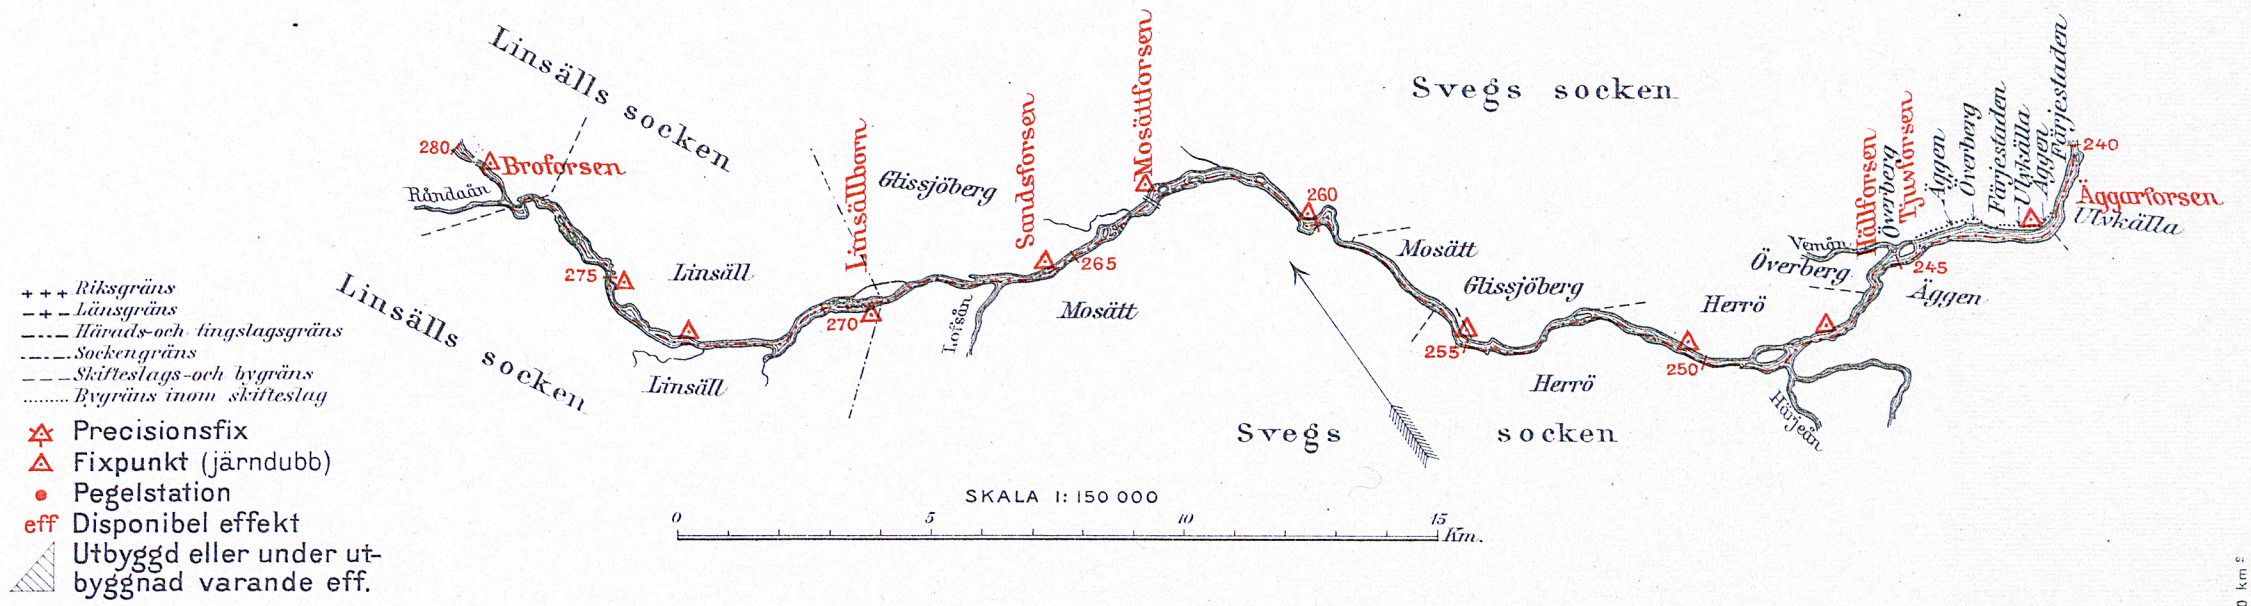 Linsälls socken
Svegs socken
280
Broforsen
Råndaån
Linsällborn
Glissjöberg
Sandsforsen
Mosättforsen
260
Hällforsen
Överberg
Tjuvforsen
Äggen
Överberg
Färjestaden
Ulvkälla
Äggen
Färjestaden
240
Äggarforsen
Ulvkälla
275
Linsäll
265
Mosätt
Vemån
Överberg
245
Äggen
Linsälls socken
270
Lofsån
Mosätt
Glissjöberg
Herrö
255
250
Linsäll
Herrö
Härjeån
Svegs socken
+ + + Riksgräns
Länsgräns
Härads-och tingslagsgräns
Sockengräns
Skifteslags-och bygräns
Bygräns inom skifteslag
Precisionsfix
Fixpunkt (järndubb)
Pegelstation
eff Disponibel effekt
Utbyggd eller under ut-
byggnad varande eff.
SKALA 1:150 000
0 5 10 15
Km.